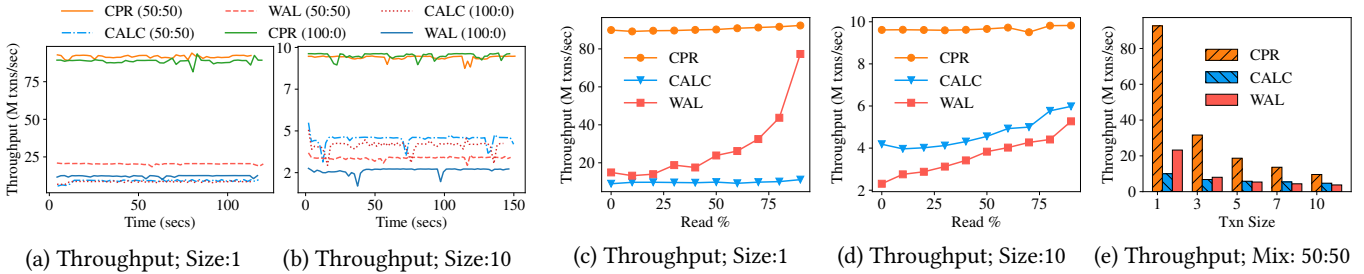 CPR (50:50) WAL (50:50) CALC (100:0)
CALC (50:50) CPR (100:0) WAL (100:0)
Throughput (M txns/sec)
75
50
25
0 50 100
Time (secs)
(a) Throughput; Size:1
10
7
5
2
0 50 100 150
Time (secs)
(b) Throughput; Size:10
Throughput (M txns/sec)
80
60
40
20
CPR
CALC
WAL
0 25 50 75
Read %
(c) Throughput; Size:1
Throughput (M txns/sec)
10
8
6
4
2
CPR
CALC
WAL
0 25 50 75
Read %
(d) Throughput; Size:10
Throughput (M txns/sec)
80
60
40
20
0
CPR
CALC
WAL
1 3 5 7 10
Txn Size
(e) Throughput; Mix: 50:50